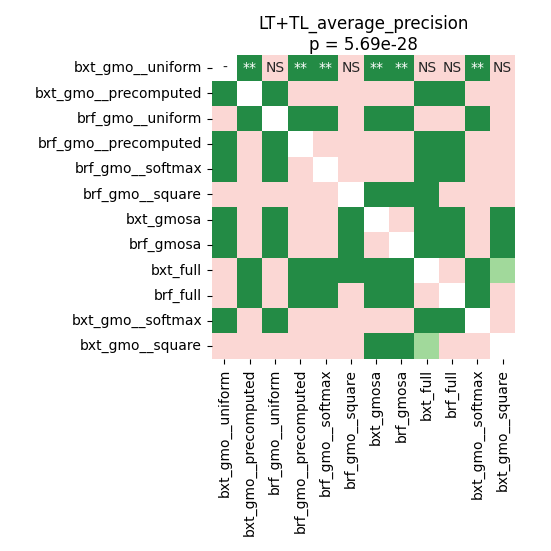 LT+TL_average_precision
p = 5.69e-28
bxt_gmo__uniform - ** NS ** ** NS ** ** NS NS ** NS
bxt_gmo__precomputed
brf_gmo__uniform
brf_gmo__precomputed
brf_gmo__softmax
brf_gmo__square
bxt_gmosa
brf_gmosa
bxt_full
brf_full
bxt_gmo__softmax
bxt_gmo__square
bxt_gmo__uniform
bxt_gmo__precomputed
brf_gmo__uniform
brf_gmo__precomputed
brf_gmo__softmax
brf_gmo__square
bxt_gmosa
brf_gmosa
bxt_full
brf_full
bxt_gmo__softmax
bxt_gmo__square